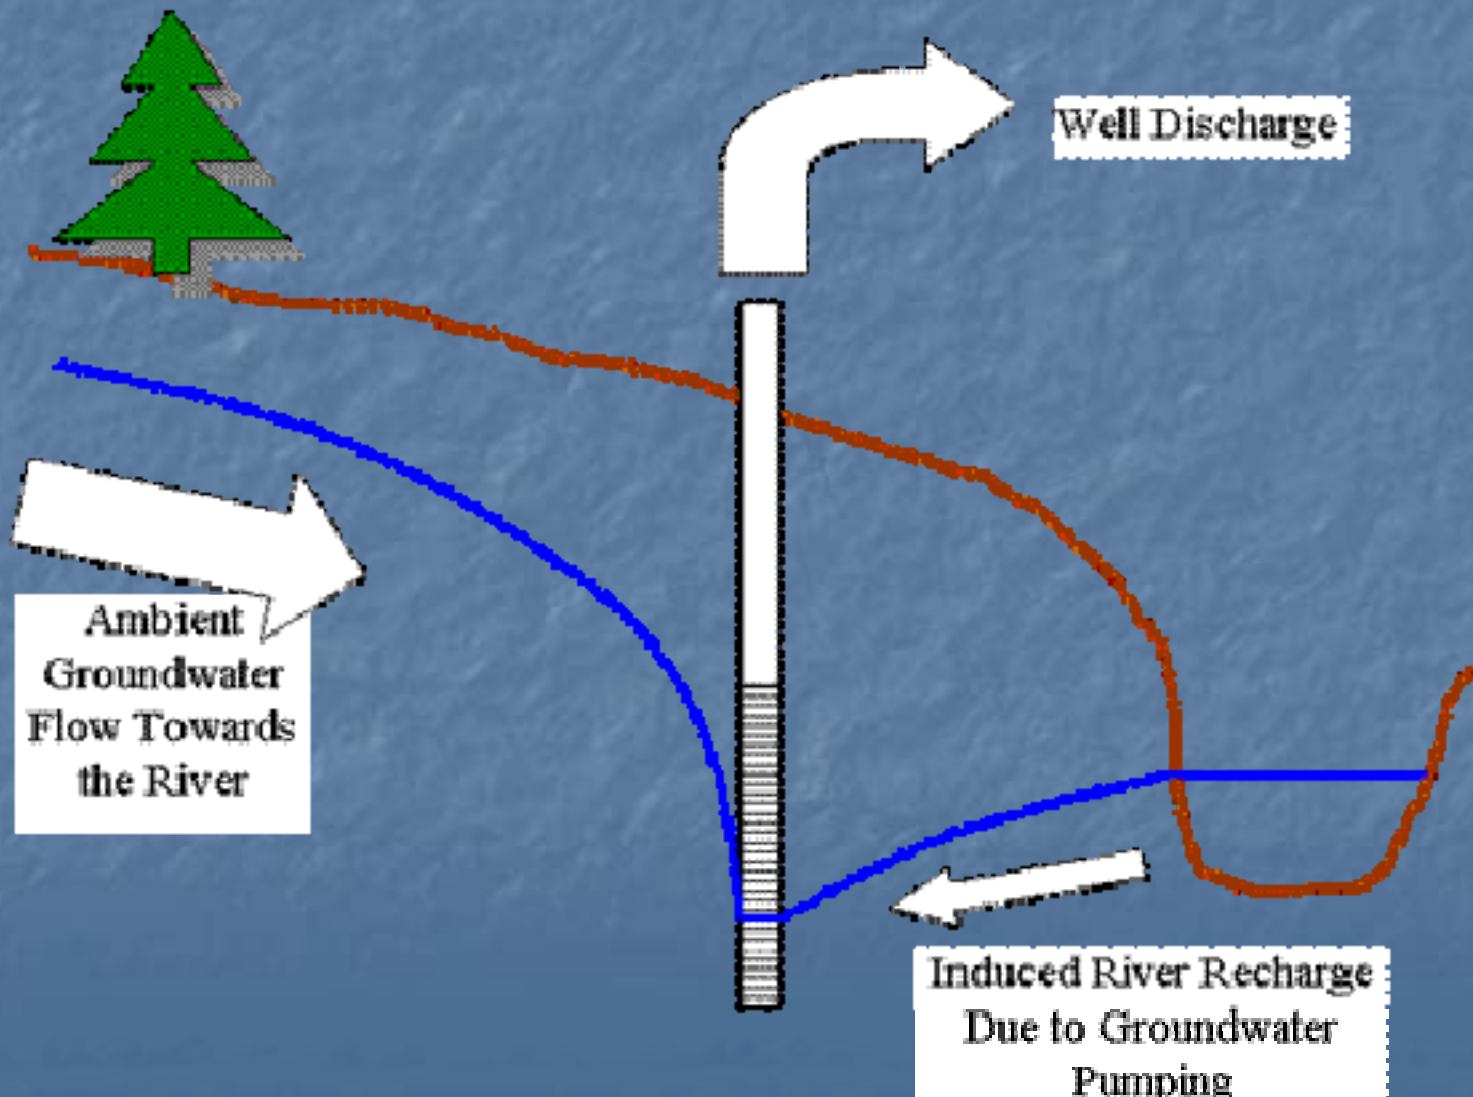 Well Discharge
Ambient
Groundwater
Flow Towards
the River
Induced River Recharge
Due to Groundwater
Pumping